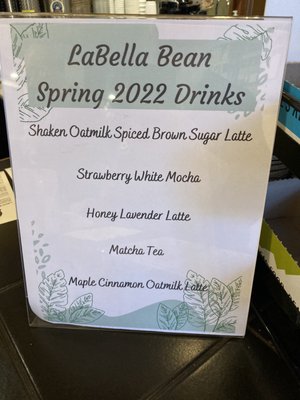 LaBella Bean
Spring 2022 Drinks
Shaken Oatmilk Spiced Brown Sugar Latte
Strawberry White Mocha
Honey Lavender Latte
Matcha Tea
Maple Cinnamon Oatmilk Latte